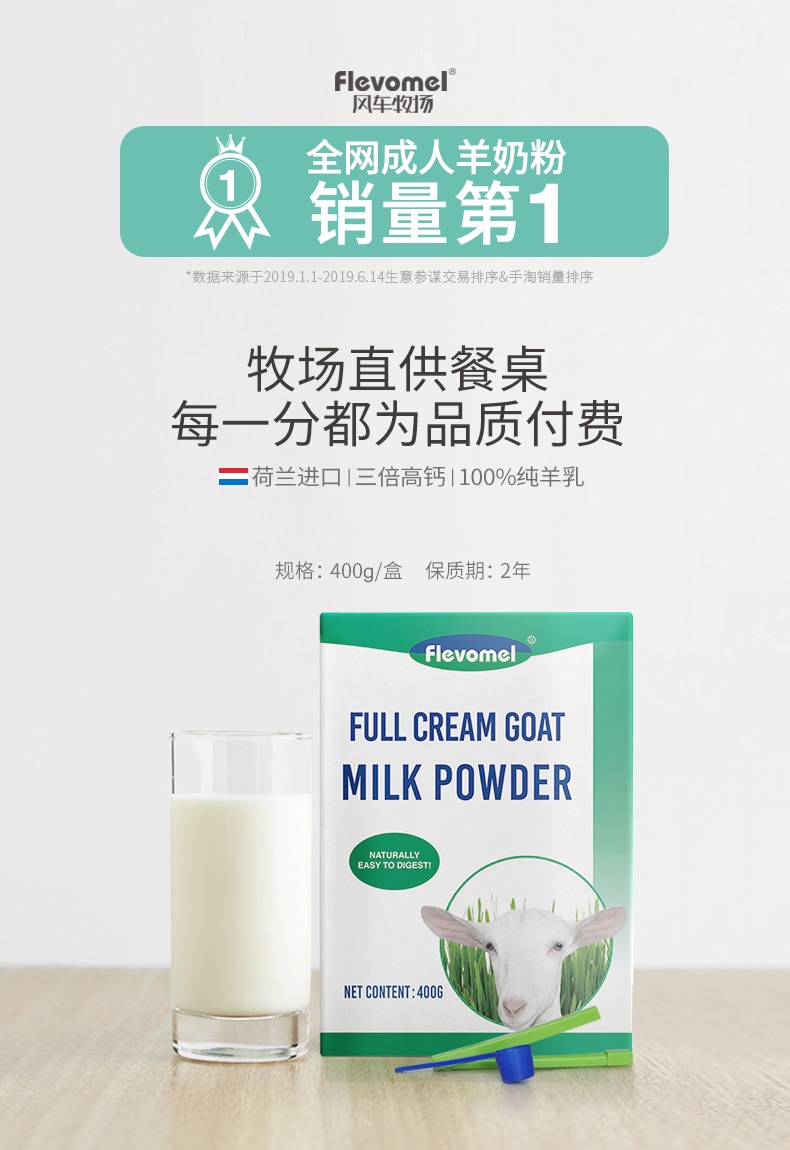 Flevomel®
风车牧场
1
全网成人羊奶粉
销量第1
*数据来源于2019.1.1-2019.6.14生意参谋交易排序&手淘销量排序
牧场直供餐桌
每一分都为品质付费
荷兰进口|三倍高钙|100%纯羊乳
规格：400g/盒 保质期：2年
Flevomel®
FULL CREAM GOAT
MILK POWDER
NATURALLY
EASY TO DIGEST!
NET CONTENT:400G